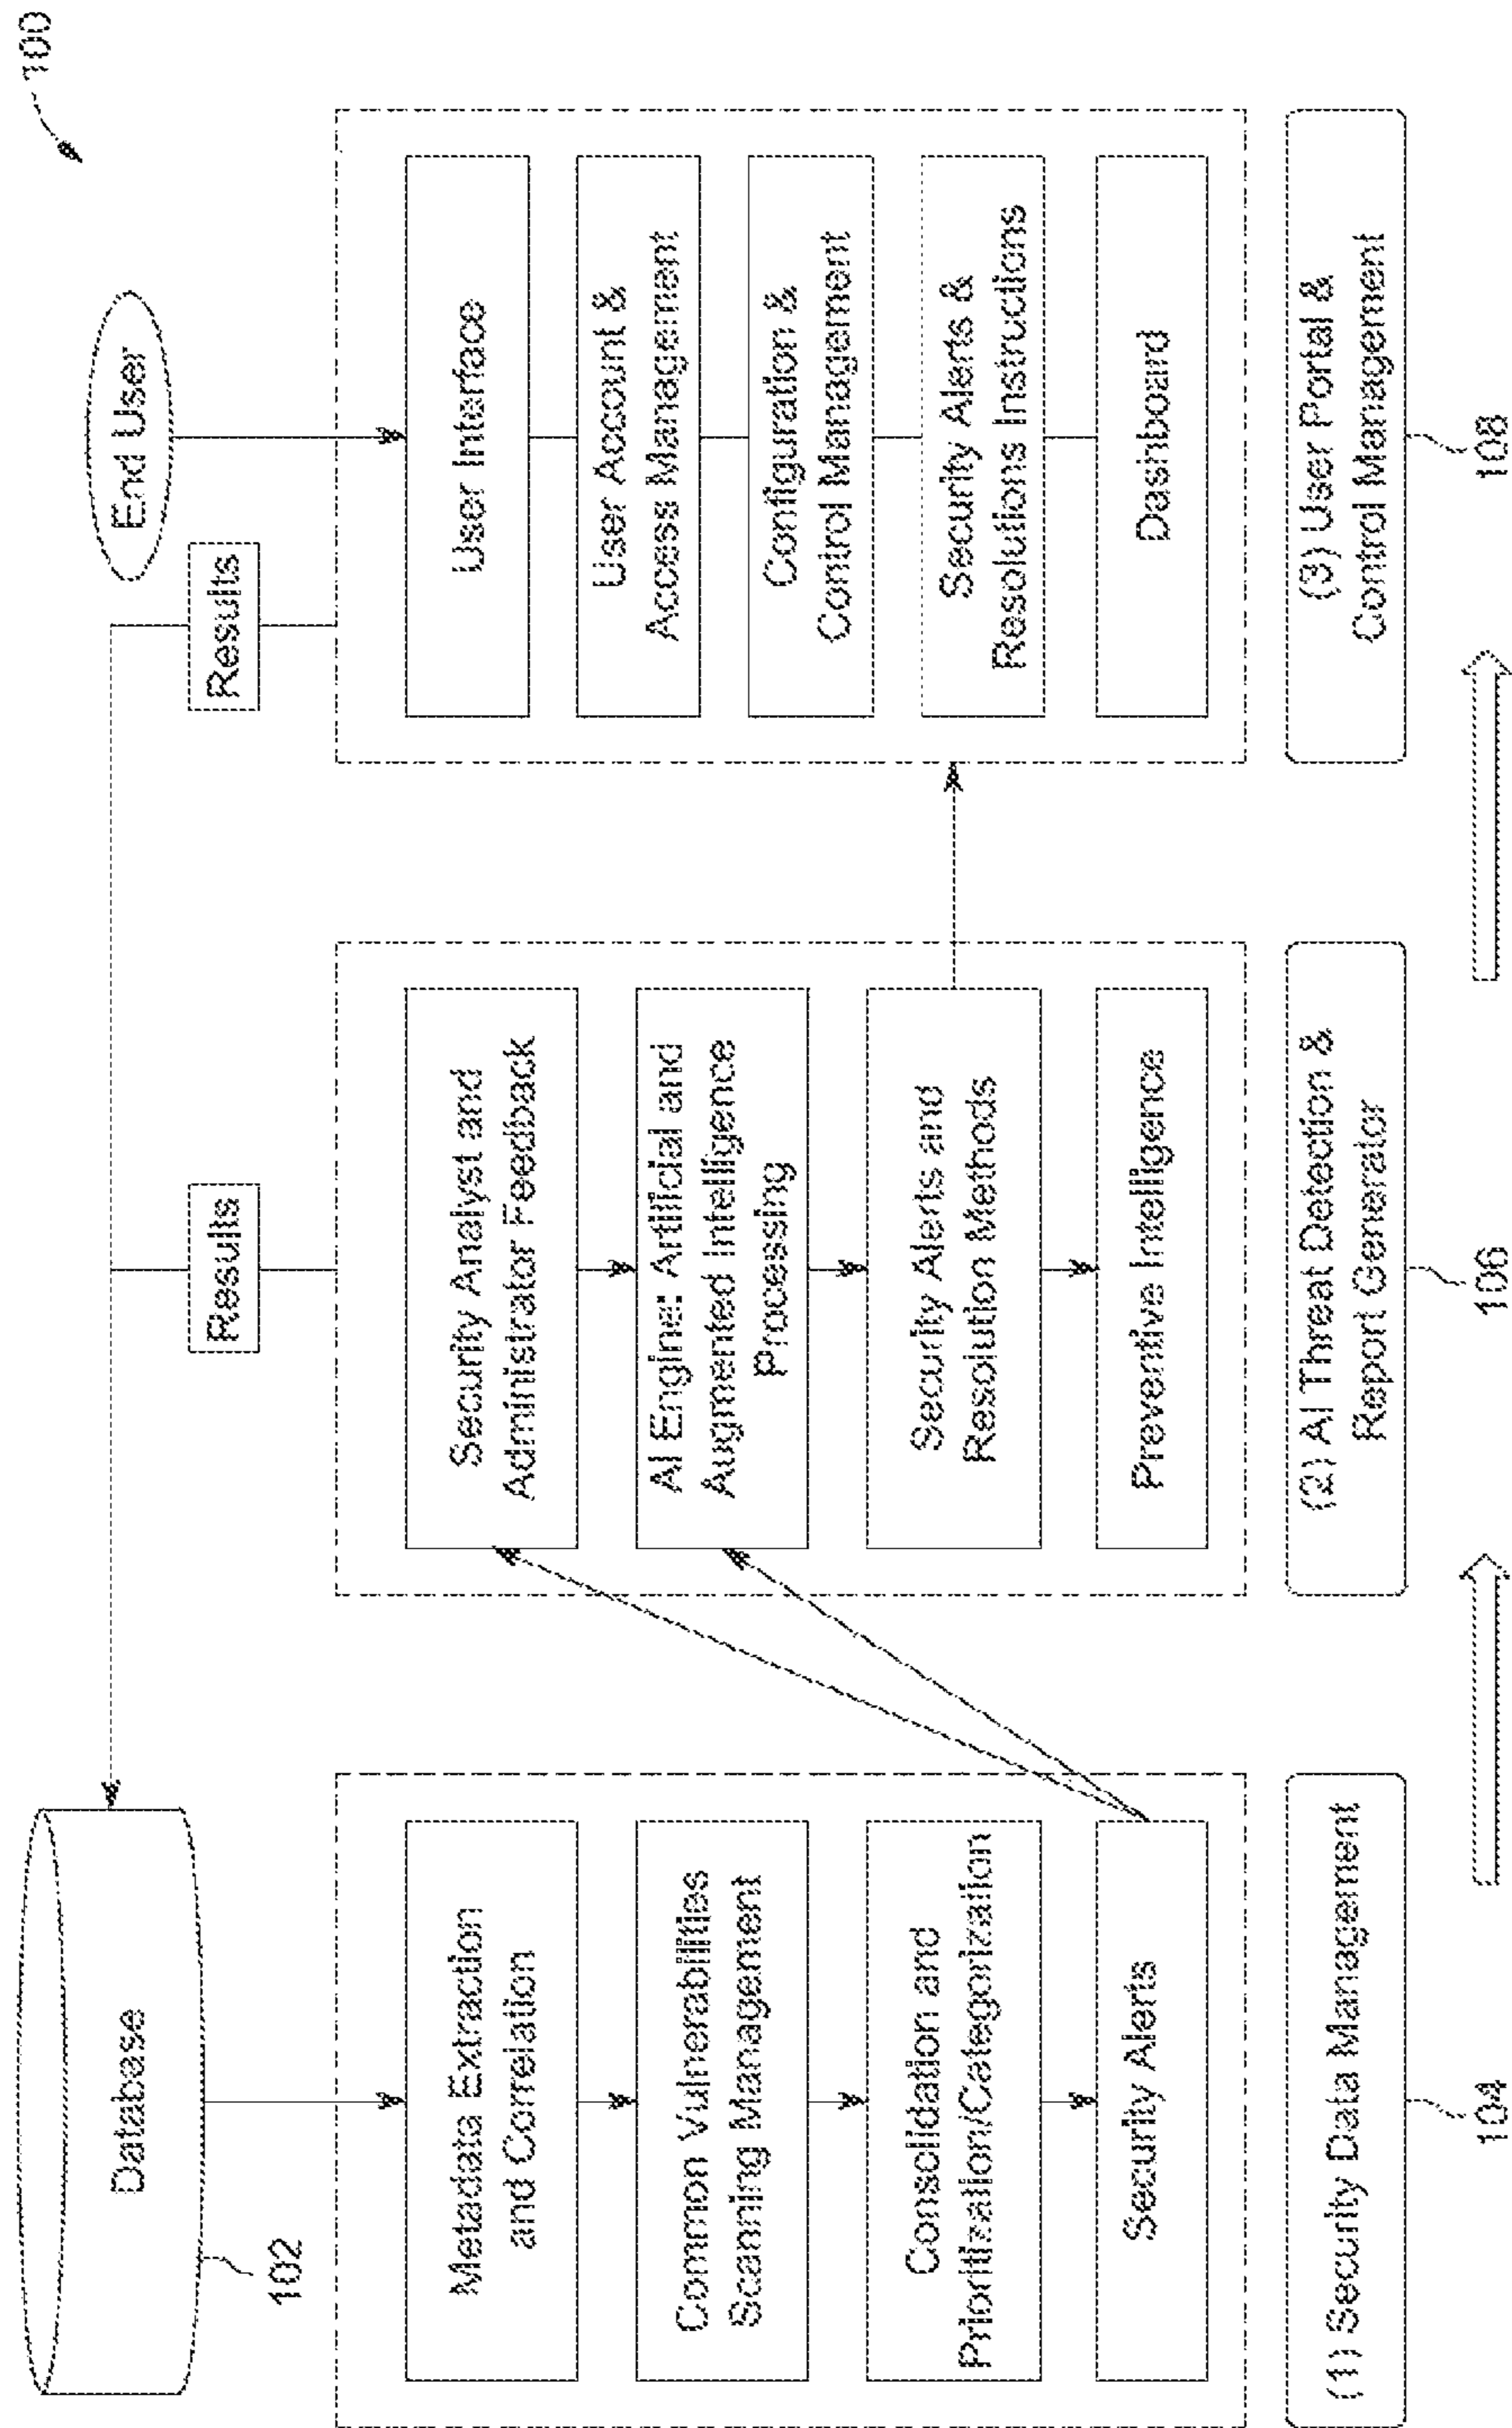 100
Database
102
Metadata Extraction
and Correlation
Common Vulnerabilities
Scanning Management
Consolidation and
Prioritization/Categorization
Security Alerts
(1) Security Data Management
104
Results
Security Analyst and
Administrator Feedback
AI Engine: Artificial and
Augmented Intelligence
Processing
Security Alerts and
Resolution Methods
Preventive Intelligence
(2) AI Threat Detection &
Report Generator
106
End User
Results
User Interface
User Account &
Access Management
Configuration &
Control Management
Security Alerts &
Resolutions Instructions
Dashboard
(3) User Portal &
Control Management
108